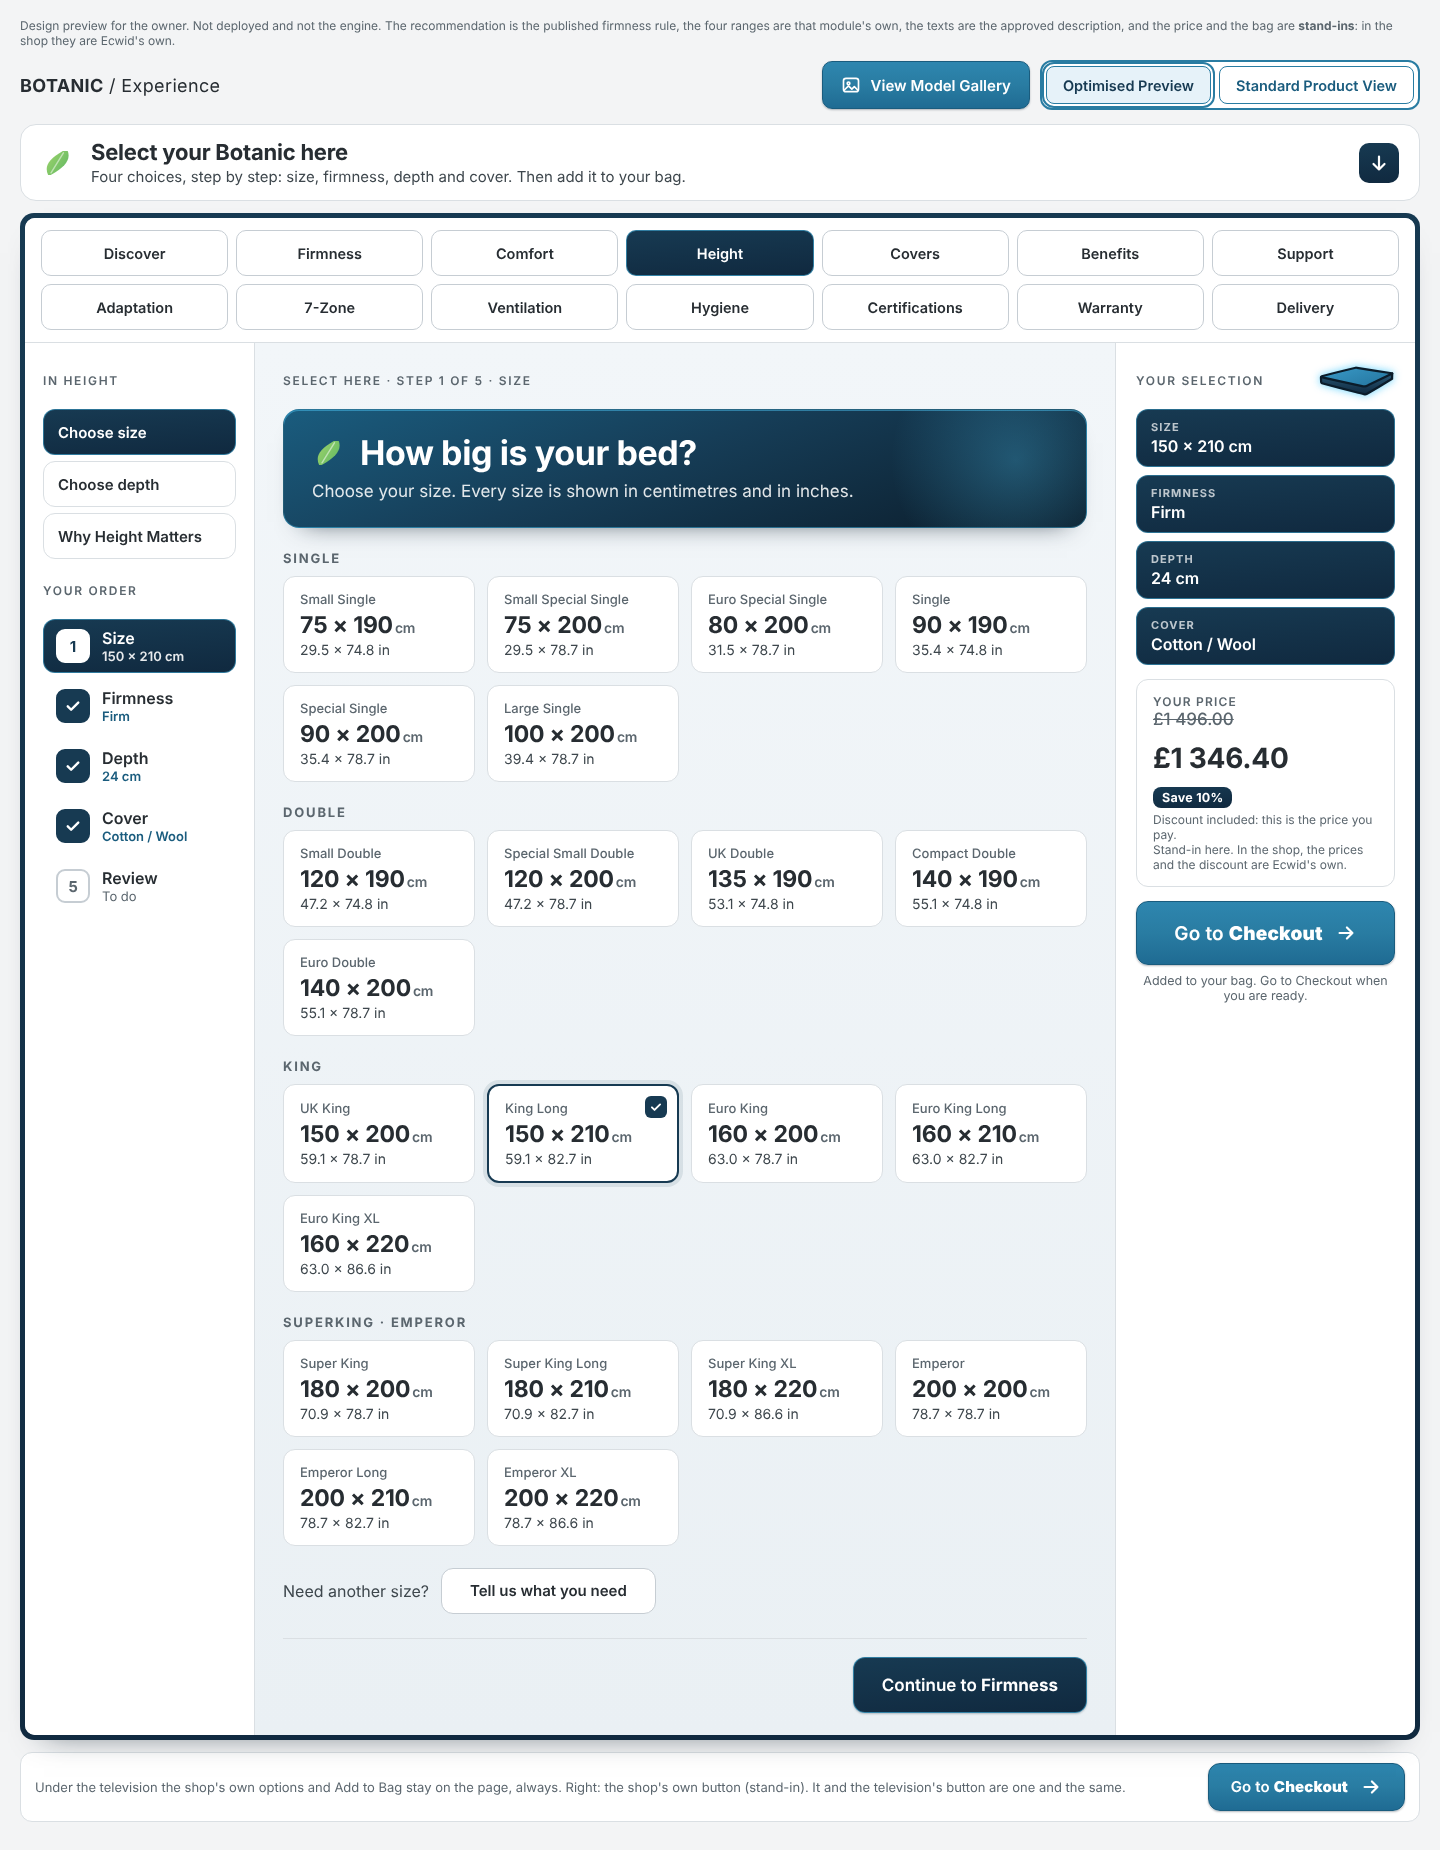 Design preview for the owner. Not deployed and not the engine. The recommendation is the published firmness rule, the four ranges are that module's own, the texts are the approved description, and the price and the bag are stand-ins: in the
shop they are Ecwid's own.
BOTANIC / Experience
View Model Gallery
Optimised Preview
Standard Product View
Select your Botanic here
Four choices, step by step: size, firmness, depth and cover. Then add it to your bag.
Discover
Firmness
Comfort
Height
Covers
Benefits
Support
Adaptation
7-Zone
Ventilation
Hygiene
Certifications
Warranty
Delivery
IN HEIGHT
Choose size
Choose depth
Why Height Matters
YOUR ORDER
1
Size
150 × 210 cm
Firmness
Firm
Depth
24 cm
Cover
Cotton / Wool
5
Review
To do
SELECT HERE · STEP 1 OF 5 · SIZE
How big is your bed?
Choose your size. Every size is shown in centimetres and in inches.
SINGLE
Small Single
75 × 190 cm
29.5 × 74.8 in
Small Special Single
75 × 200 cm
29.5 × 78.7 in
Euro Special Single
80 × 200 cm
31.5 × 78.7 in
Single
90 × 190 cm
35.4 × 74.8 in
Special Single
90 × 200 cm
35.4 × 78.7 in
Large Single
100 × 200 cm
39.4 × 78.7 in
DOUBLE
Small Double
120 × 190 cm
47.2 × 74.8 in
Special Small Double
120 × 200 cm
47.2 × 78.7 in
UK Double
135 × 190 cm
53.1 × 74.8 in
Compact Double
140 × 190 cm
55.1 × 74.8 in
Euro Double
140 × 200 cm
55.1 × 78.7 in
KING
UK King
150 × 200 cm
59.1 × 78.7 in
King Long
150 × 210 cm
59.1 × 82.7 in
Euro King
160 × 200 cm
63.0 × 78.7 in
Euro King Long
160 × 210 cm
63.0 × 82.7 in
Euro King XL
160 × 220 cm
63.0 × 86.6 in
SUPERKING · EMPEROR
Super King
180 × 200 cm
70.9 × 78.7 in
Super King Long
180 × 210 cm
70.9 × 82.7 in
Super King XL
180 × 220 cm
70.9 × 86.6 in
Emperor
200 × 200 cm
78.7 × 78.7 in
Emperor Long
200 × 210 cm
78.7 × 82.7 in
Emperor XL
200 × 220 cm
78.7 × 86.6 in
Need another size?
Tell us what you need
Continue to Firmness
YOUR SELECTION
SIZE
150 × 210 cm
FIRMNESS
Firm
DEPTH
24 cm
COVER
Cotton / Wool
YOUR PRICE
£1 496.00
£1 346.40
Save 10%
Discount included: this is the price you
pay.
Stand-in here. In the shop, the prices
and the discount are Ecwid's own.
Go to Checkout
Added to your bag. Go to Checkout when
you are ready.
Under the television the shop's own options and Add to Bag stay on the page, always. Right: the shop's own button (stand-in). It and the television's button are one and the same.
Go to Checkout